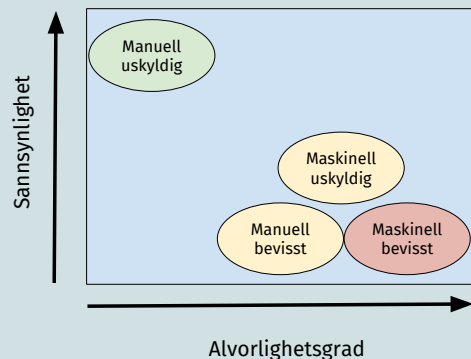 Manuell
uskyldig
Sannsynlighet
Maskinell
uskyldig
Manuell
bevisst
Maskinell
bevisst
Alvorlighetsgrad